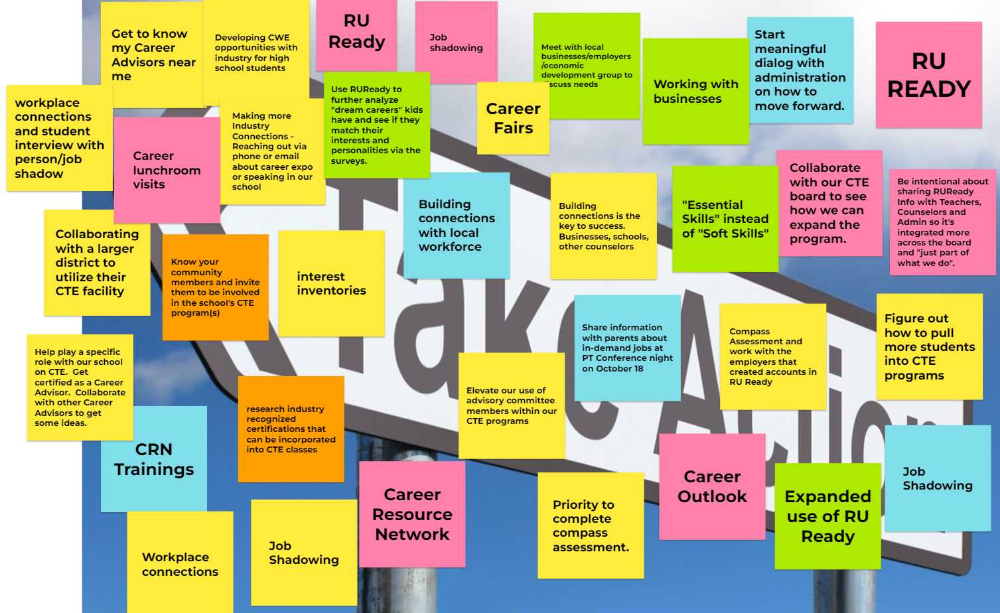 Get to know
my Career
Advisors near
me
Developing CWE
opportunities with
industry for high
school students
RU
Ready
Job
shadowing
Meet with local
businesses/employers
/economic
development group to
discuss needs
Working with
businesses
Start
meaningful
dialog with
administration
on how to
move forward.
RU
READY
workplace
connections
and student
interview with
person/job
shadow
Career
lunchroom
visits
Making more
Industry
Connections -
Reaching out via
phone or email
about career expo
or speaking in our
school
Use RUReady to
further analyze
"dream careers" kids
have and see if they
match their
interests and
personalities via the
surveys.
Career
Fairs
Building
connections
with local
workforce
Building
connections is the
key to success.
Businesses, schools,
other counselors
"Essential
Skills" instead
of "Soft Skills"
Collaborate
with our CTE
board to see
how we can
expand the
program.
Be intentional about
sharing RUReady
Info with Teachers,
Counselors and
Admin so it's
integrated more
across the board
and "just part of
what we do".
Collaborating
with a larger
district to
utilize their
CTE facility
Know your
community
members and invite
them to be involved
in the school's CTE
program(s)
interest
inventories
Take Action
Share information
with parents about
in-demand jobs at
PT Conference night
on October 18
Compass
Assessment and
work with the
employers that
created accounts in
RU Ready
Figure out
how to pull
more students
into CTE
programs
Help play a specific
role with our school
on CTE. Get
certified as a Career
Advisor. Collaborate
with other Career
Advisors to get
some ideas.
research industry
recognized
certifications that
can be incorporated
into CTE classes
Elevate our use of
advisory committee
members within our
CTE programs
CRN
Trainings
Career
Resource
Network
Priority to
complete
compass
assessment.
Career
Outlook
Expanded
use of RU
Ready
Job
Shadowing
Workplace
connections
Job
Shadowing